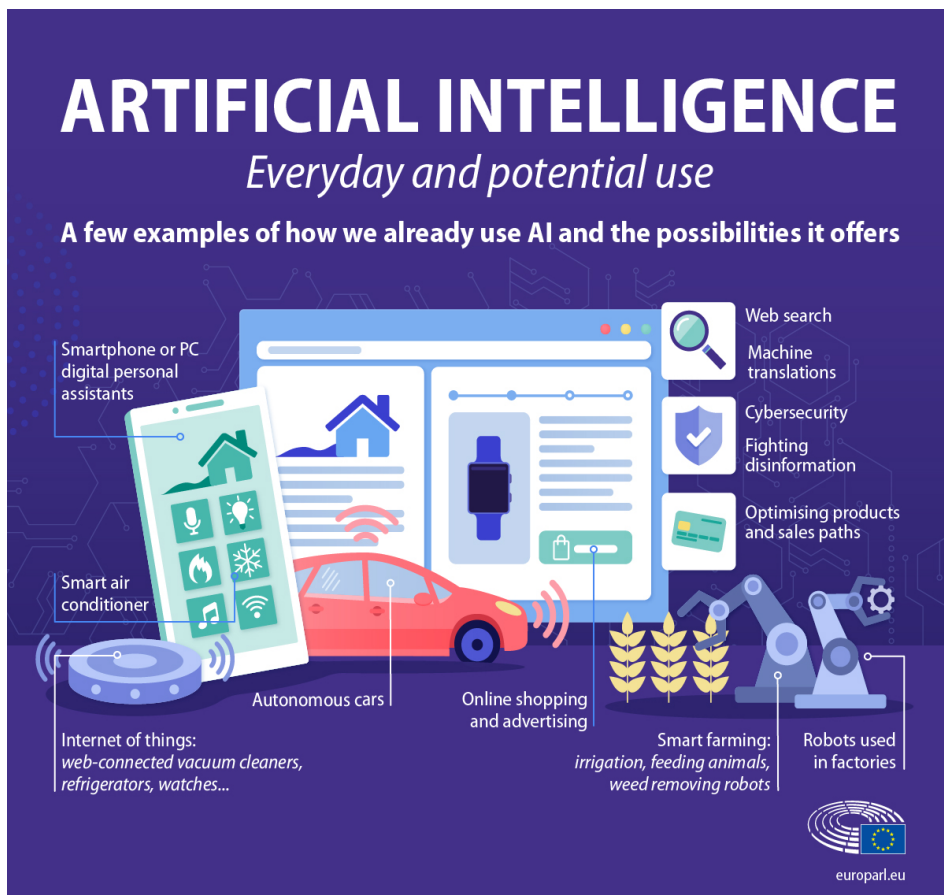 ARTIFICIAL INTELLIGENCE
Everyday and potential use
A few examples of how we already use AI and the possibilities it offers
Smartphone or PC
digital personal
assistants
Web search
Machine
translations
Cybersecurity
Fighting
disinformation
Optimising products
and sales paths
Smart air
conditioner
Autonomous cars
Online shopping
and advertising
Internet of things:
web-connected vacuum cleaners,
refrigerators, watches...
Smart farming:
irrigation, feeding animals,
weed removing robots
Robots used
in factories
europarl.eu